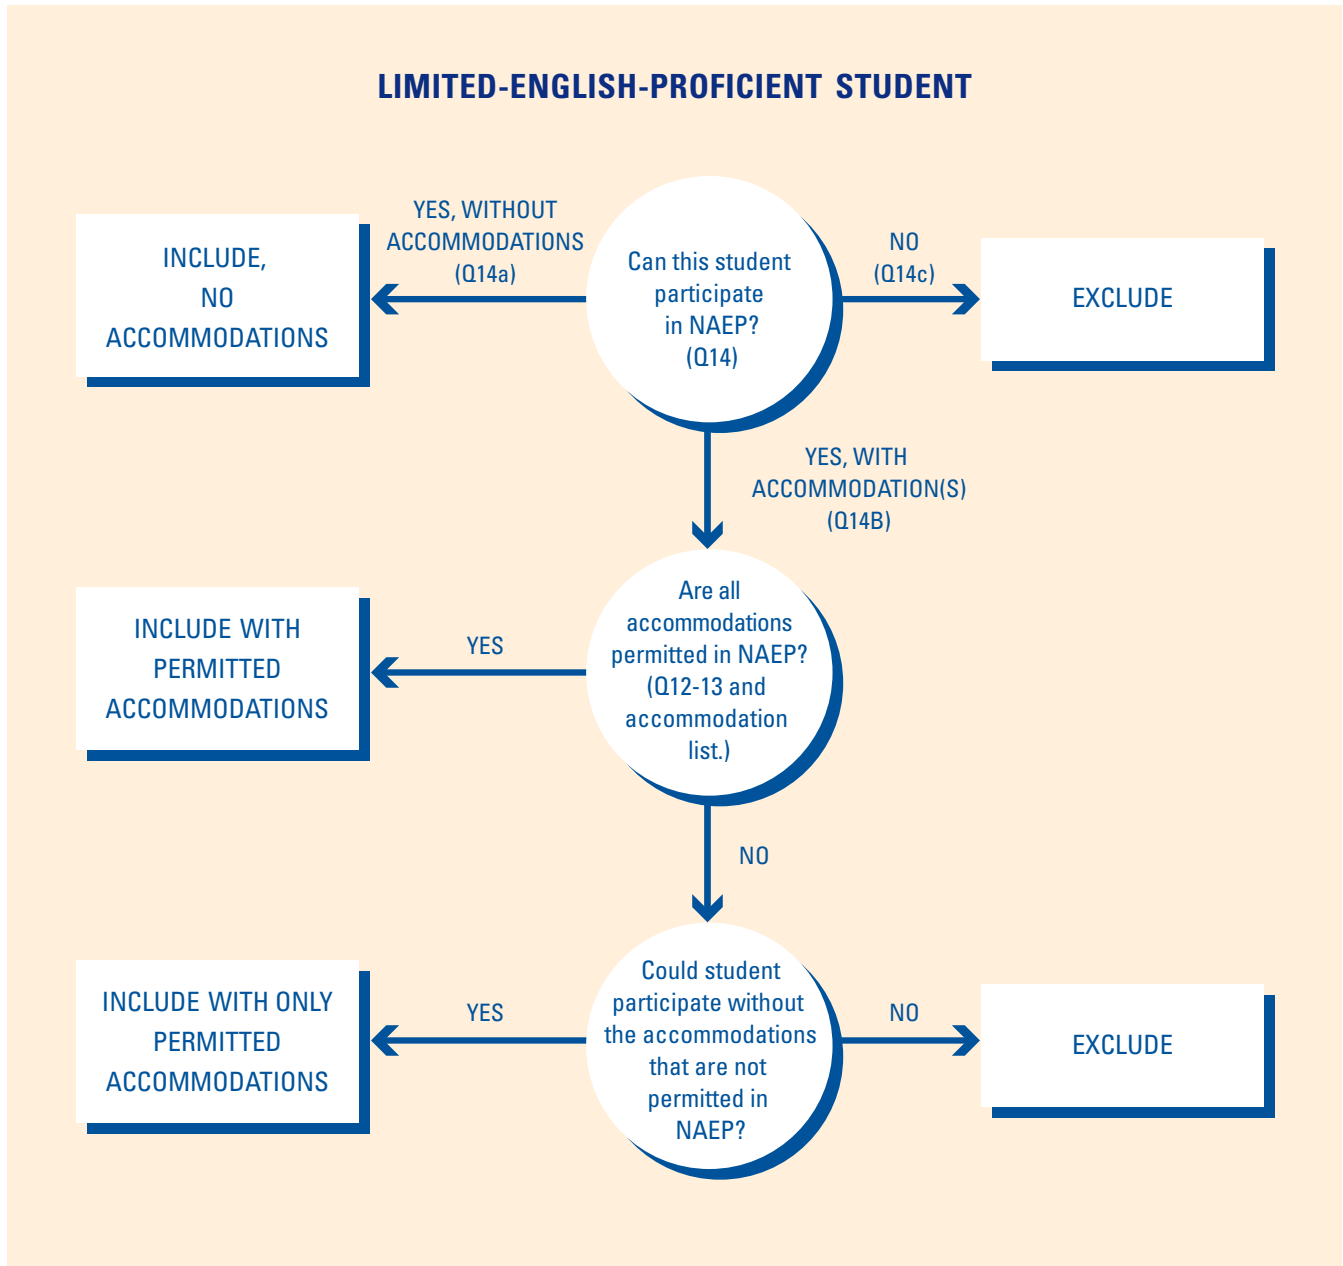 LIMITED-ENGLISH-PROFICIENT STUDENT
YES, WITHOUT
ACCOMMODATIONS
(Q14a)
INCLUDE,
NO
ACCOMMODATIONS
Can this student
participate
in NAEP?
(Q14)
NO
(Q14c)
EXCLUDE
YES, WITH
ACCOMMODATION(S)
(Q14B)
INCLUDE WITH
PERMITTED
ACCOMMODATIONS
YES
Are all
accommodations
permitted in NAEP?
(Q12-13 and
accommodation
list.)
NO
INCLUDE WITH ONLY
PERMITTED
ACCOMMODATIONS
YES
Could student
participate without
the accommodations
that are not
permitted in
NAEP?
NO
EXCLUDE